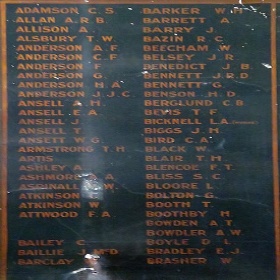 ADAMSON C.S.
ALLAN A.R.B.
ALLISON A.
ALSBURY T.W.
ANDERSON A.F.
ANDERSON C.F.
ANDERSON F.
ANDERSON G.
ANDERSON H.A.
ANDERSON J.J.C.
ANSELL A.H.
ANSELL E.A.
ANSELL J.
ANSELL T.
ANSETT W.G.
ARMSTRONG T.H.
ARTIS
ASHLEY A.
ASHMORE
ASPINALL
ATKINSON
ATKINSON W.
ATTWOOD F.A.
BAILEY C.
BAILLIE J.McD.
BARCLAY
BARKER W.
BARRETT A.
BARRY
BAZIN R.C.
BEECHAM W.
BELSEY J.R.
BENEDICT J.B.
BENNETT J.R.D.
BENNETT G.
BENSON H.D.
BERGLUND C.B.
BEVIS T.F.
BICKNELL L.A.
BIGGS J.H.
BIRD C.A.
BLACK W.
BLAIR T.H.
BLENCOE F.T.
BLISS S.C.
BLOORE L.
BOLTON G.
BOOTH T.
BOOTHBY H.
BOWDEN A.T.
BOWDLER A.W.
BOYLE D.L.
BRADLEY E.J.
BRASHER W.